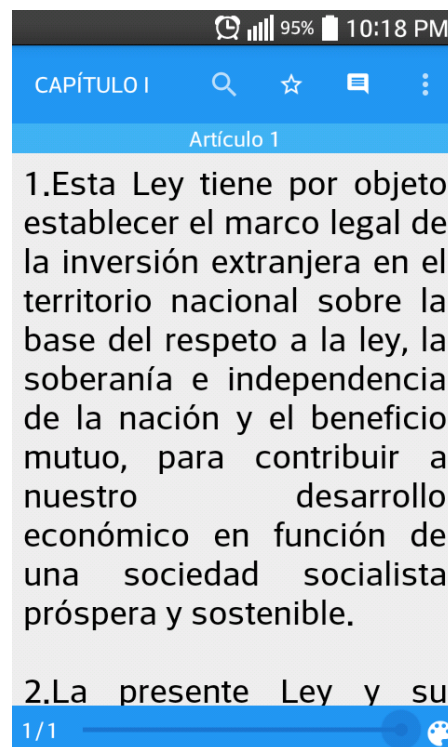 95% 10:18 PM
CAPÍTULO I
Artículo 1
1.Esta Ley tiene por objeto
establecer el marco legal de
la inversión extranjera en el
territorio nacional sobre la
base del respeto a la ley, la
soberanía e independencia
de la nación y el beneficio
mutuo, para contribuir a
nuestro desarrollo
económico en función de
una sociedad socialista
próspera y sostenible.
2.La presente Ley y su
1/1